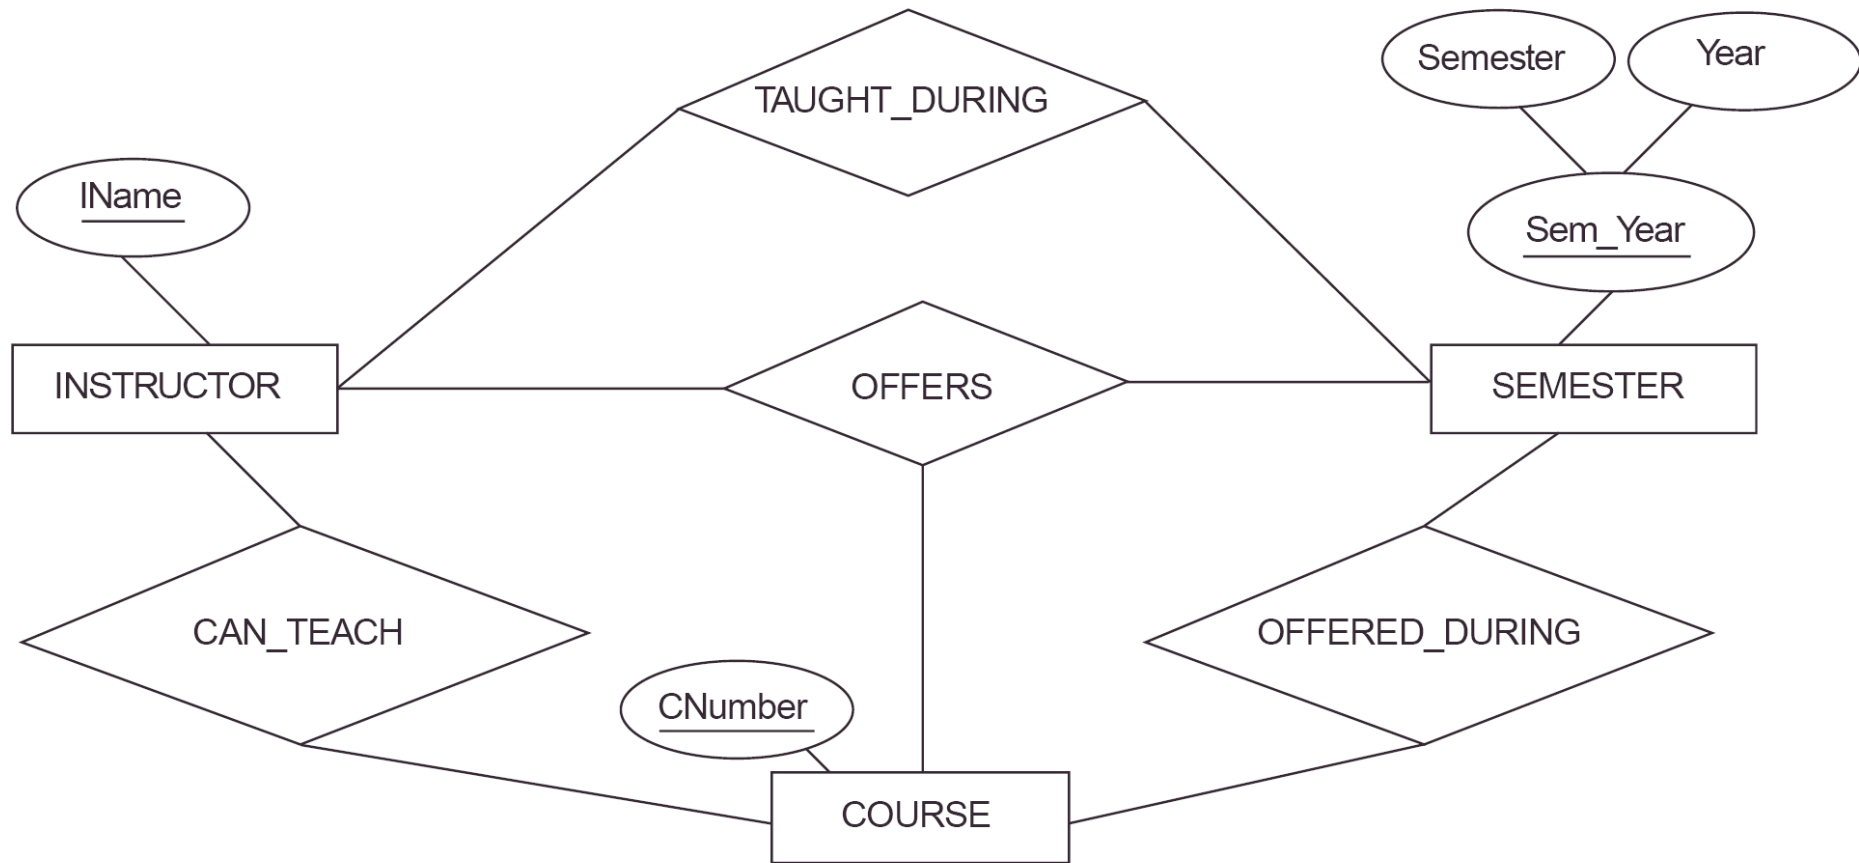 TAUGHT_DURING
Semester
Year
IName
Sem_Year
INSTRUCTOR
OFFERS
SEMESTER
CAN_TEACH
OFFERED_DURING
CNumber
COURSE